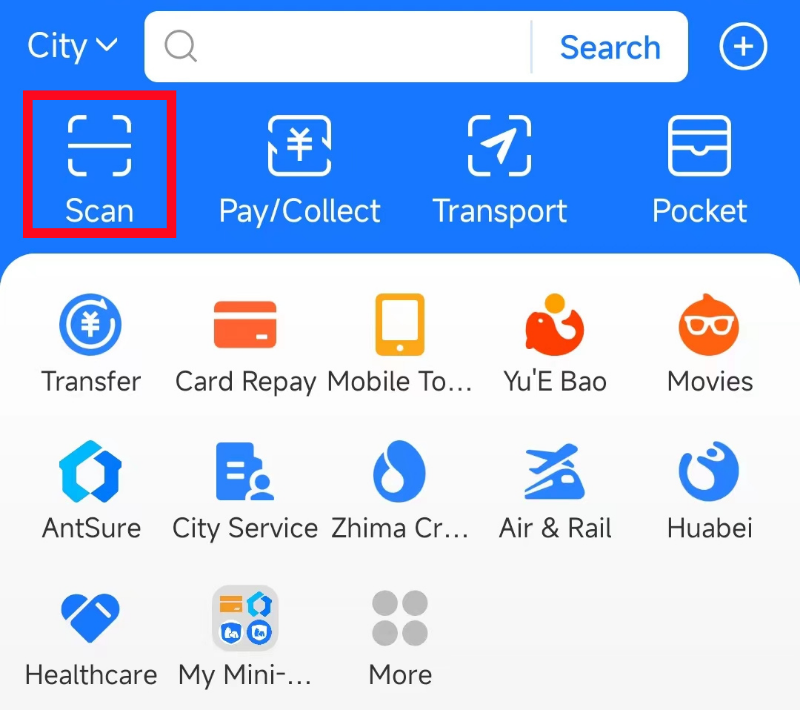 City Search
Scan Pay/Collect Transport Pocket
Transfer Card Repay Mobile To... Yu'E Bao Movies
AntSure City Service Zhima Cr... Air & Rail Huabei
Healthcare My Mini-... More